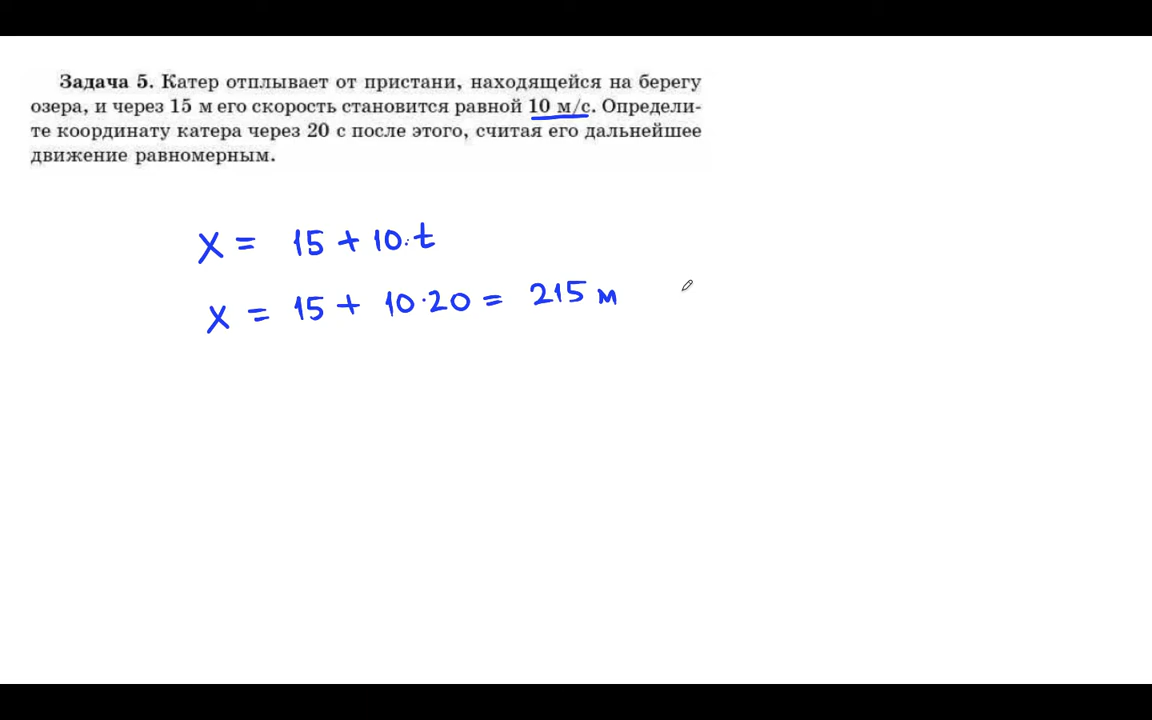 Задача 5. Катер отплывает от пристани, находящейся на берегу
озера, и через 15 м его скорость становится равной 10 м/с. Определи-
те координату катера через 20 с после этого, считая его дальнейшее
движение равномерным.
X = 15 + 10·t
X = 15 + 10·20 = 215 м